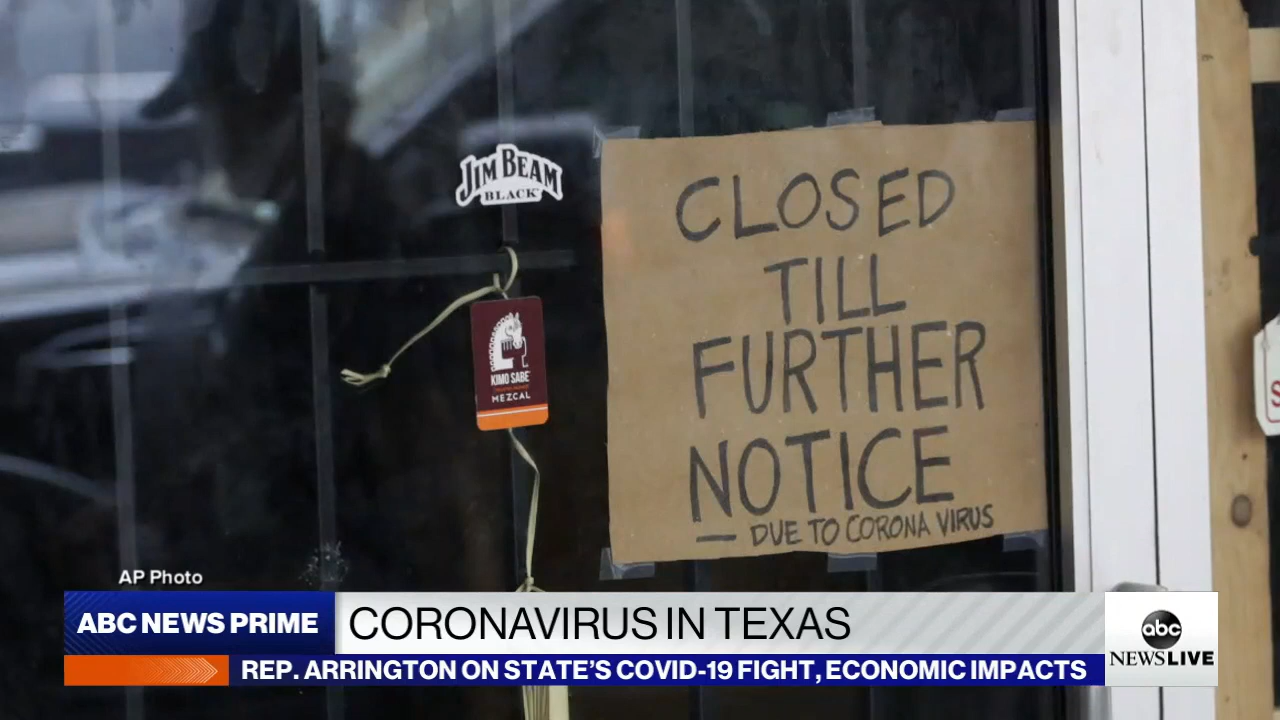 JIM BEAM
BLACK
CLOSED
TILL
FURTHER
NOTICE
— DUE TO CORONA VIRUS
KIMO SABE
MEZCAL
S
AP Photo
ABC NEWS PRIME
CORONAVIRUS IN TEXAS
REP. ARRINGTON ON STATE'S COVID-19 FIGHT, ECONOMIC IMPACTS
abc
NEWSLIVE